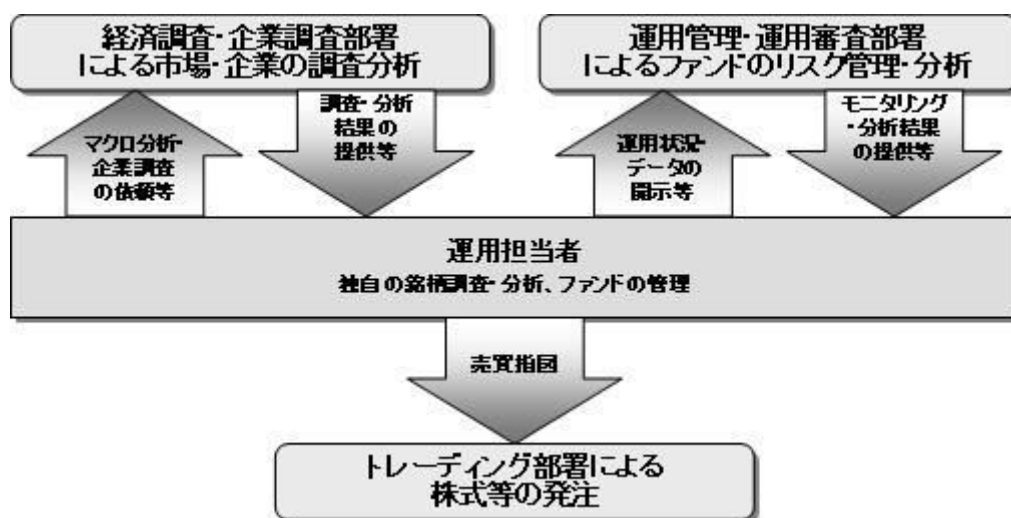 経済調査・企業調査部署
による市場・企業の調査分析
運用管理・運用審査部署
によるファンドのリスク管理・分析
マクロ分析・
企業調査
の依頼等
調査・分析
結果の
提供等
運用状況・
データの
開示等
モニタリング
・分析結果
の提供等
運用担当者
独自の銘柄調査・分析、ファンドの管理
売買指図
トレーディング部署による
株式等の発注